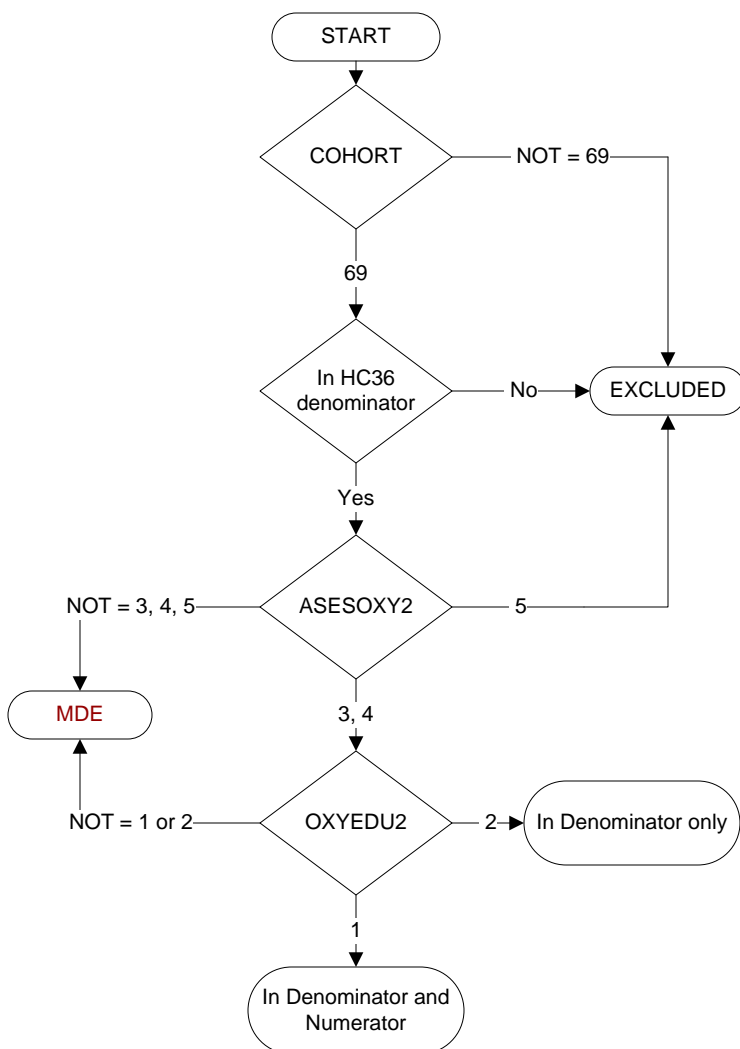 START
COHORT
NOT = 69
69
In HC36
denominator
No
EXCLUDED
Yes
NOT = 3, 4, 5
ASESOXY2
5
MDE
3, 4
NOT = 1 or 2
OXYEDU2
2
In Denominator only
1
In Denominator and
Numerator